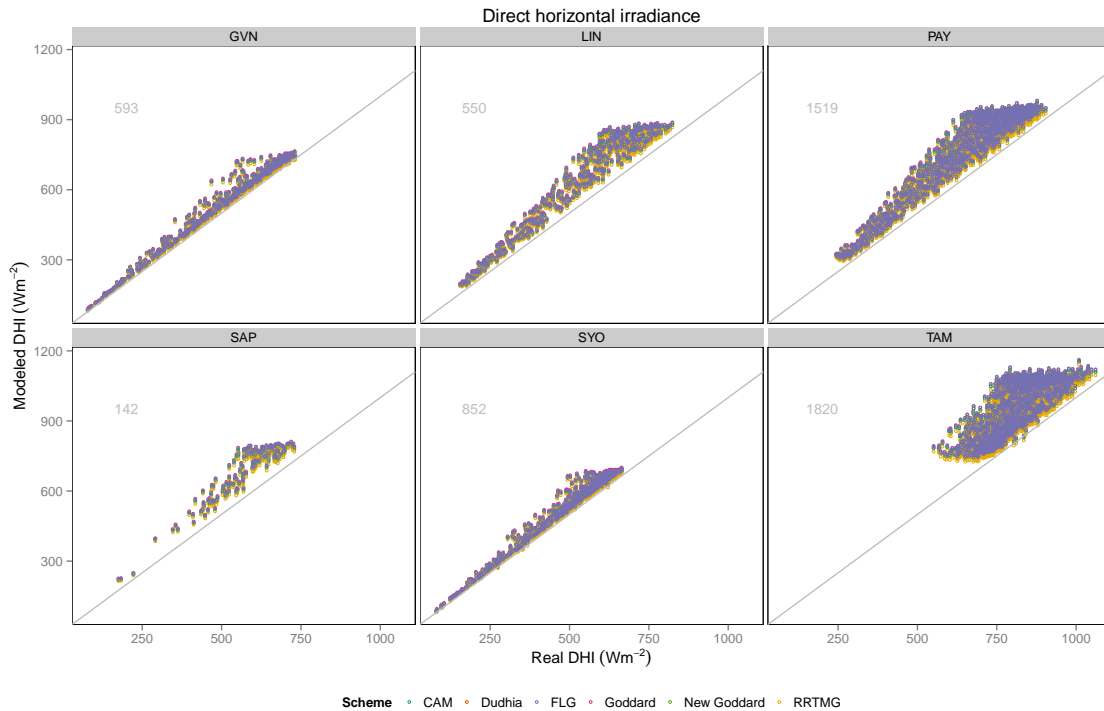 Direct horizontal irradiance
GVN LIN PAY
1200
900
600
300
593 550 1519
SAP SYO TAM
1200
900
600
300
142 852 1820
250 500 750 1000 250 500 750 1000 250 500 750 1000
Modeled DHI (Wm⁻²)
Real DHI (Wm⁻²)
Scheme CAM Dudhia FLG Goddard New Goddard RRTMG